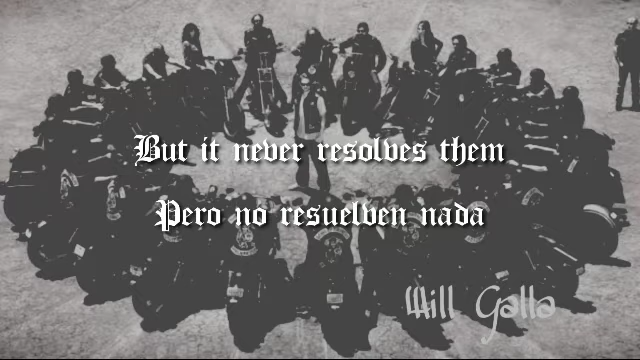 But it never resolves them
Pero no resuelven nada
Will Galla